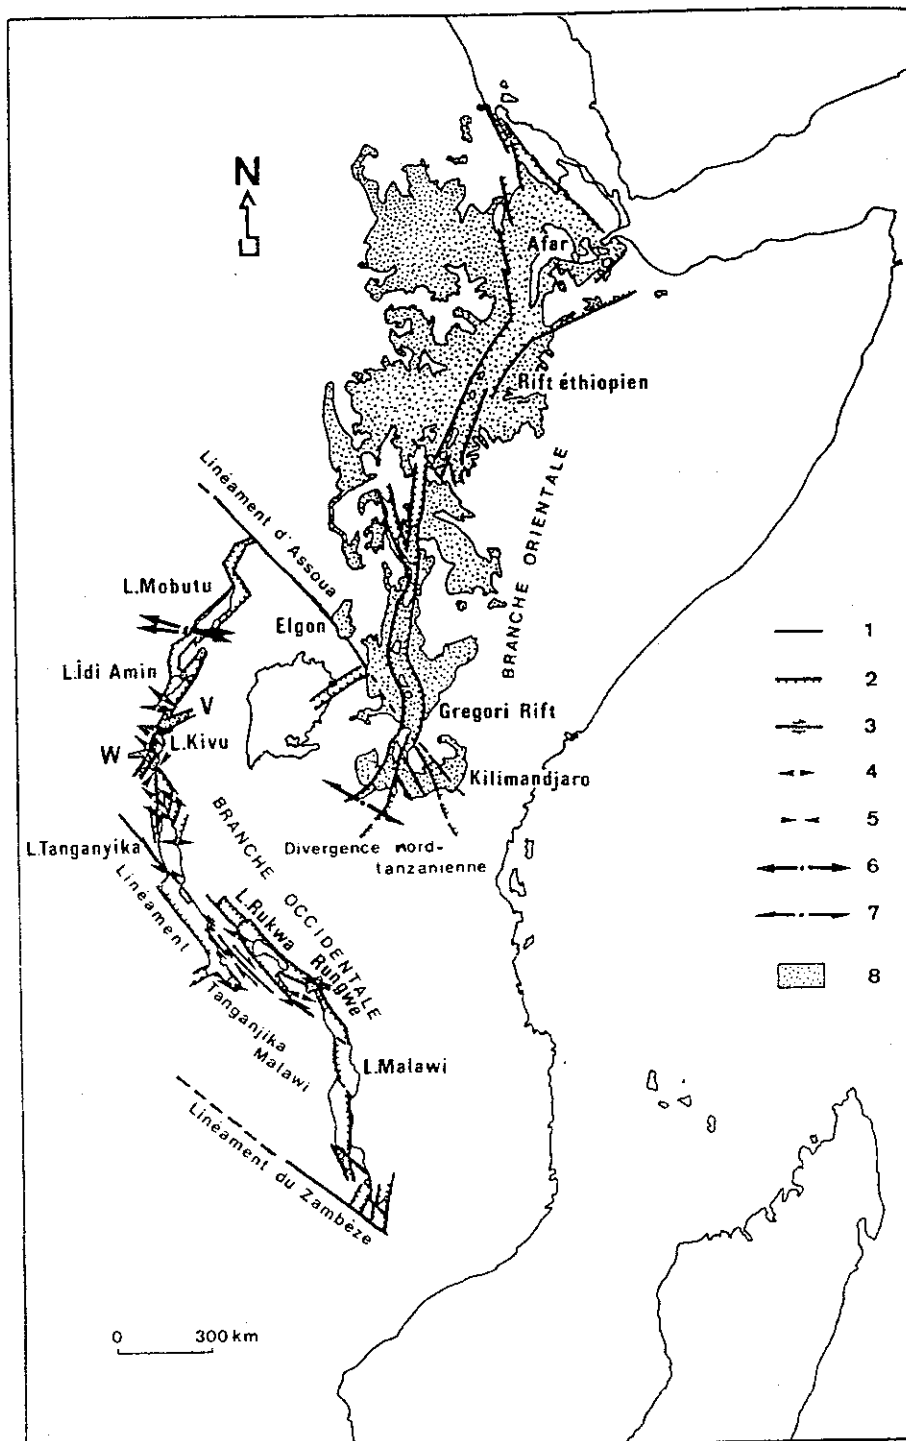 N
Afar
Rift éthiopien
BRANCHE ORIENTALE
Linéament d'Assoua
L.Mobutu
Elgon
L.Idi Amin
V
L.Kivu
W
Gregori Rift
Kilimandjaro
Divergence nord-
tanzanienne
BRANCHE OCCIDENTALE
L.Tanganyika
Linéament
Tanganjika
Malawi
L.Rukwa
Rungwe
L.Malawi
Linéament du Zambèze
0 300 km
1
2
3
4
5
6
7
8